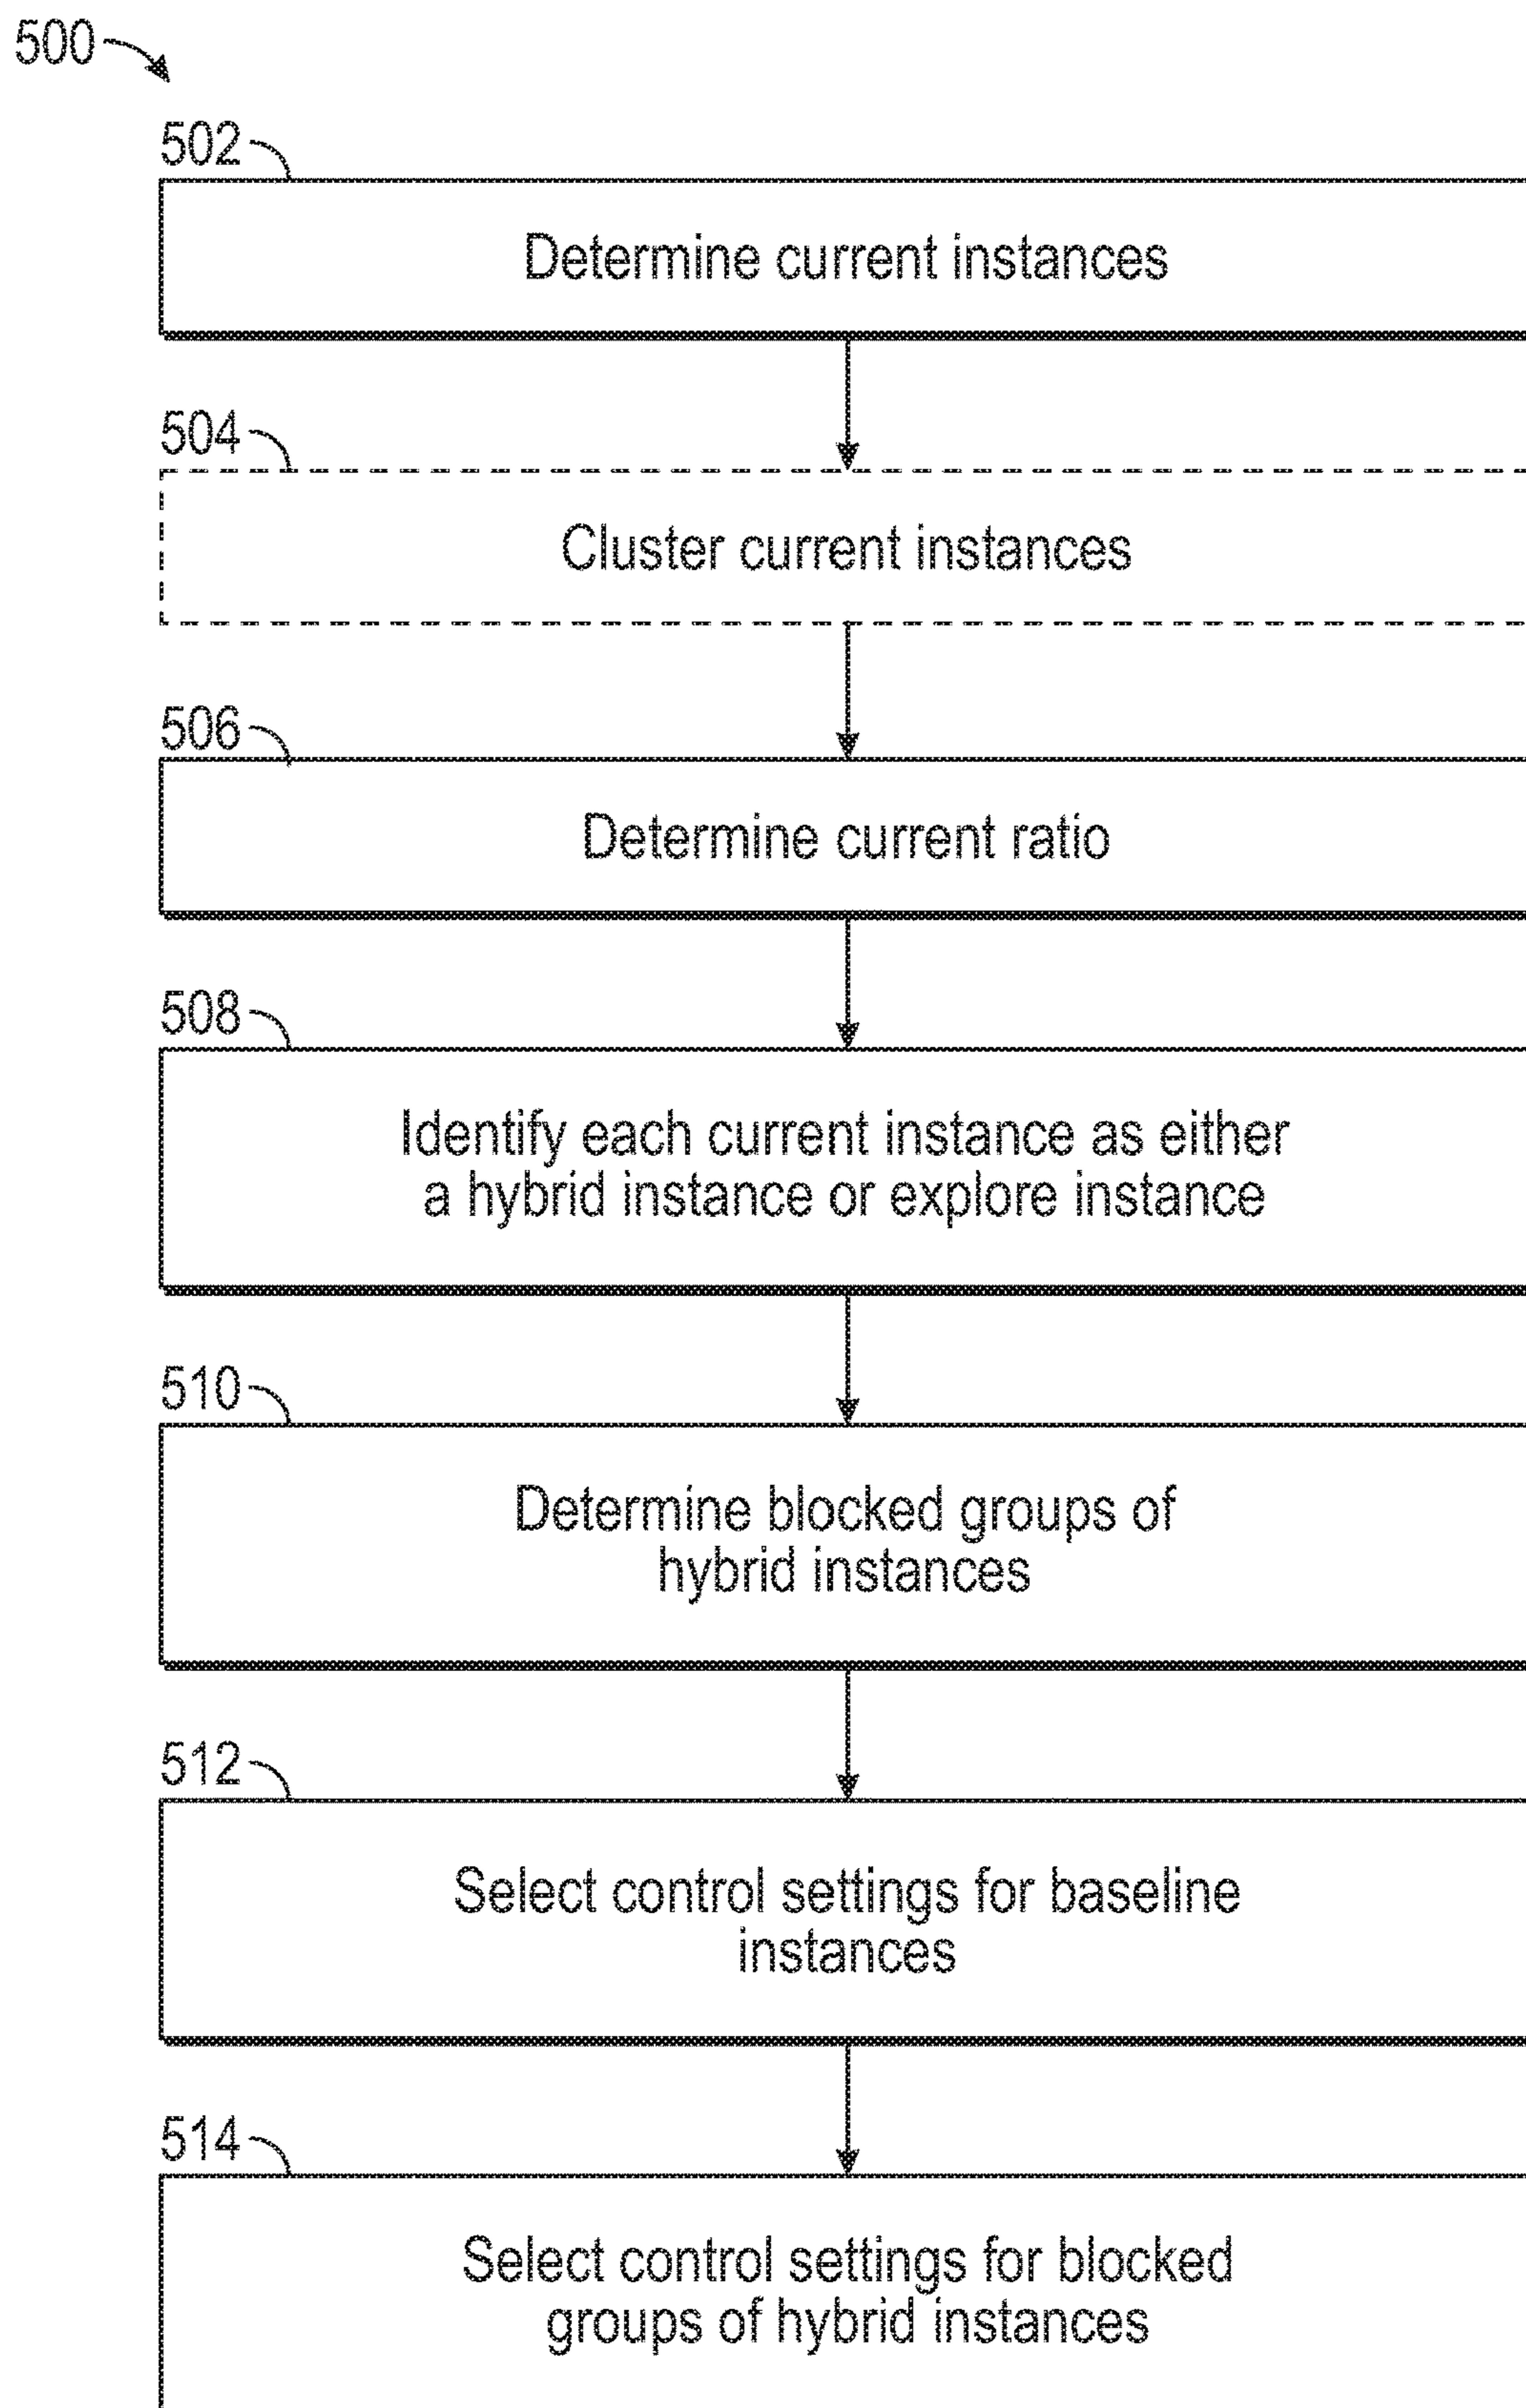 500
502
Determine current instances
504
Cluster current instances
506
Determine current ratio
508
Identify each current instance as either
a hybrid instance or explore instance
510
Determine blocked groups of
hybrid instances
512
Select control settings for baseline
instances
514
Select control settings for blocked
groups of hybrid instances